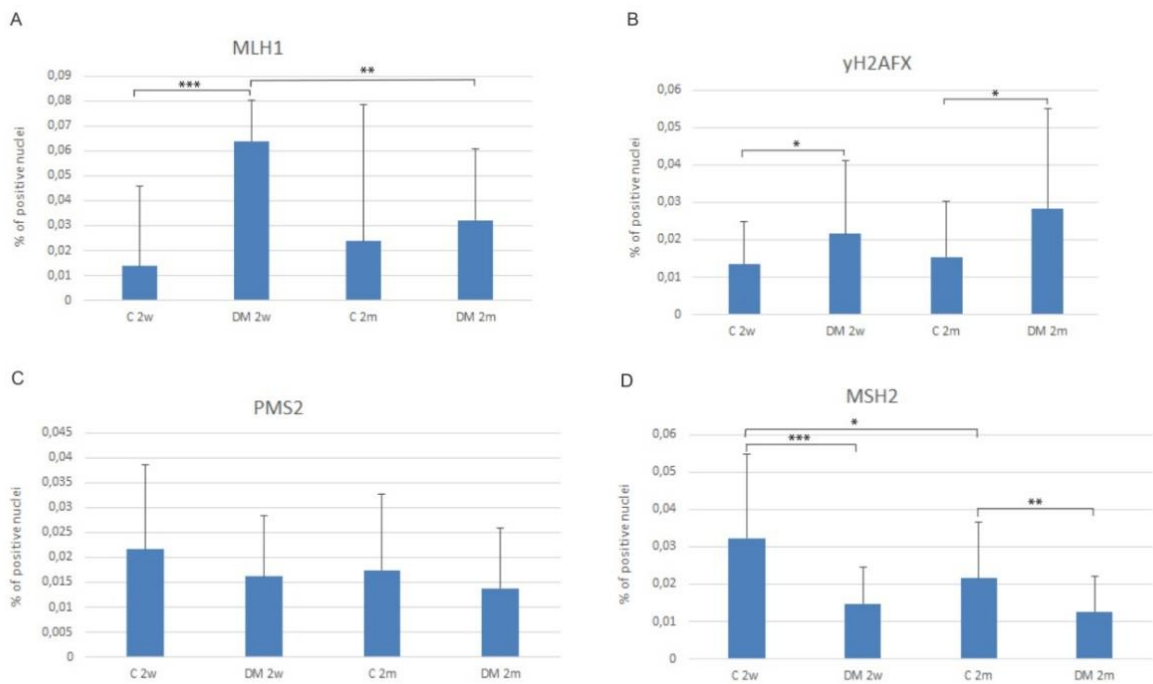 A
MLH1
% of positive nuclei
0,09
0,08
0,07
0,06
0,05
0,04
0,03
0,02
0,01
0
***
**
C 2w
DM 2w
C 2m
DM 2m
B
yH2AFX
% of positive nuclei
0,06
0,05
0,04
0,03
0,02
0,01
0
*
*
C 2w
DM 2w
C 2m
DM 2m
C
PMS2
% of positive nuclei
0,045
0,04
0,035
0,03
0,025
0,02
0,015
0,01
0,005
0
C 2w
DM 2w
C 2m
DM 2m
D
MSH2
% of positive nuclei
0,06
0,05
0,04
0,03
0,02
0,01
0
*
***
**
C 2w
DM 2w
C 2m
DM 2m